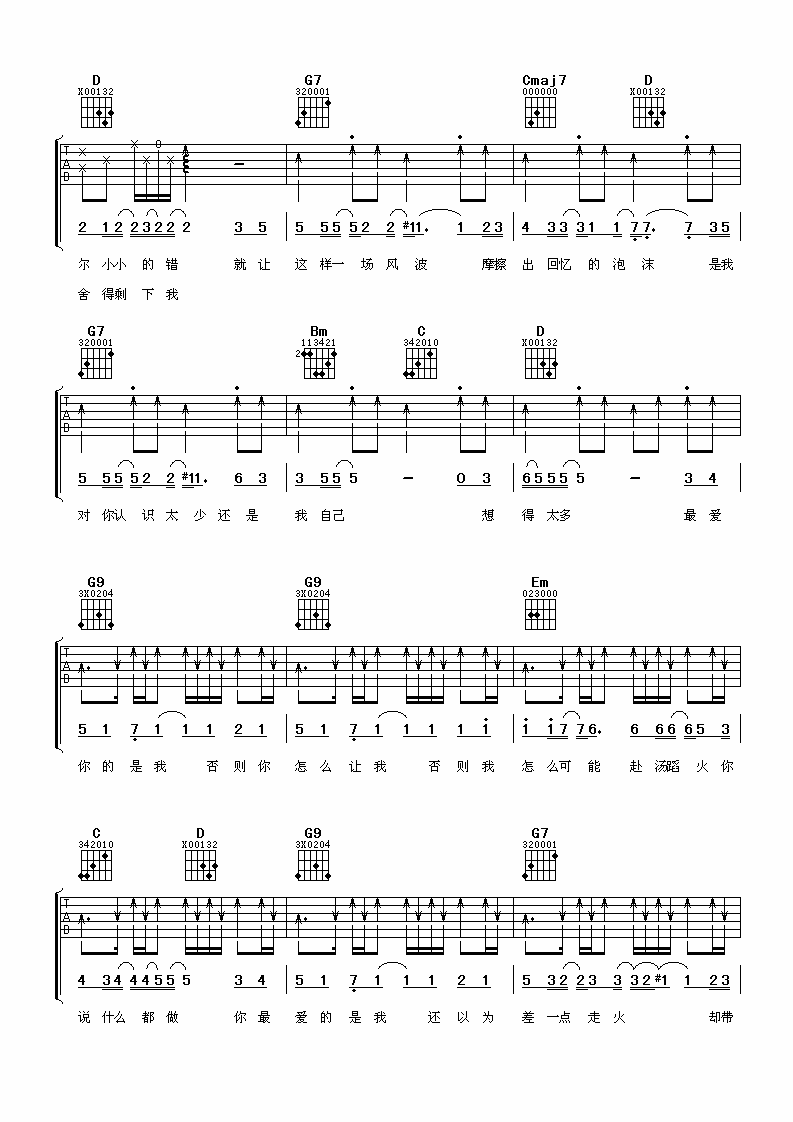 D G7 Cmaj7 D
X00132 320001 000000 X00132
T
A
B
2 1 2 2 3 2 2 2 3 5 5 5 5 5 2 2 #1 1. 1 2 3 4 3 3 3 1 1 7 7. 7 3 5
尔 小小 的 错 就 让 这 样一 场 风 波 摩擦 出 回忆 的 泡 沫 是我
舍 得剩 下 我
G7 Bm C D
320001 2 113421 342010 X00132
T
A
B
5 5 5 5 2 2 #1 1. 6 3 3 5 5 5 – 0 3 6 5 5 5 5 – 3 4
对 你认 识 太 少 还 是 我 自己 想 得 太多 最 爱
G9 G9 Em
3X0204 3X0204 023000
T
A
B
5 1 7 1 1 1 2 1 5 1 7 1 1 1 1 1 1 1 7 7 6. 6 6 6 6 5 3
你 的 是 我 否 则 你 怎 么 让 我 否 则 我 怎 么可 能 赴 汤蹈 火 你
C D G9 G7
342010 X00132 3X0204 320001
T
A
B
4 3 4 4 4 5 5 5 3 4 5 1 7 1 1 1 2 1 5 3 2 2 3 3 3 2 #1 1 2 3
说 什么 都 做 你 最 爱 的 是 我 还 以 为 差 一点 走 火 却带